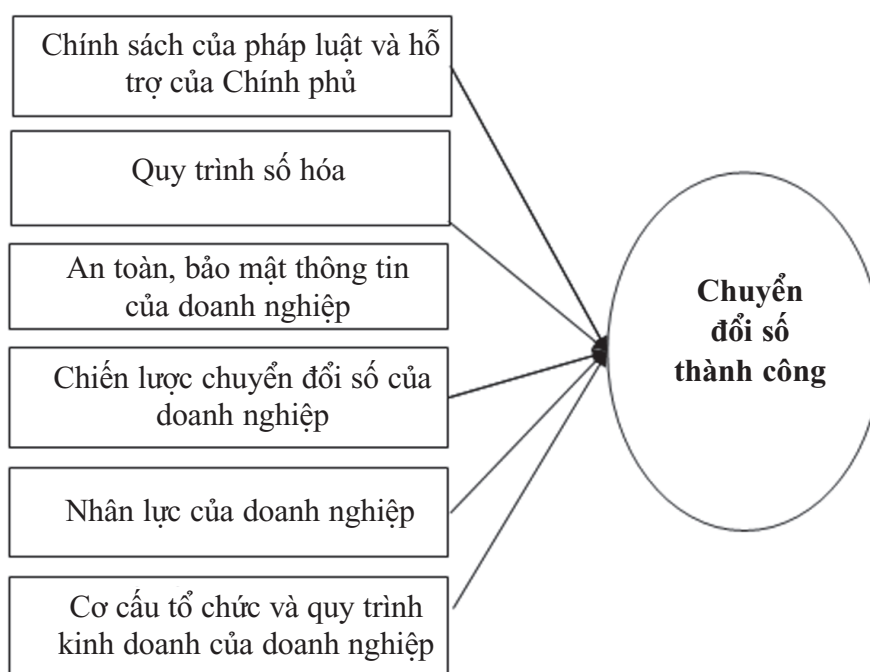 Chính sách của pháp luật và hỗ
trợ của Chính phủ
Quy trình số hóa
An toàn, bảo mật thông tin
của doanh nghiệp
Chiến lược chuyển đổi số của
doanh nghiệp
Nhân lực của doanh nghiệp
Cơ cấu tổ chức và quy trình
kinh doanh của doanh nghiệp
Chuyển
đổi số
thành công